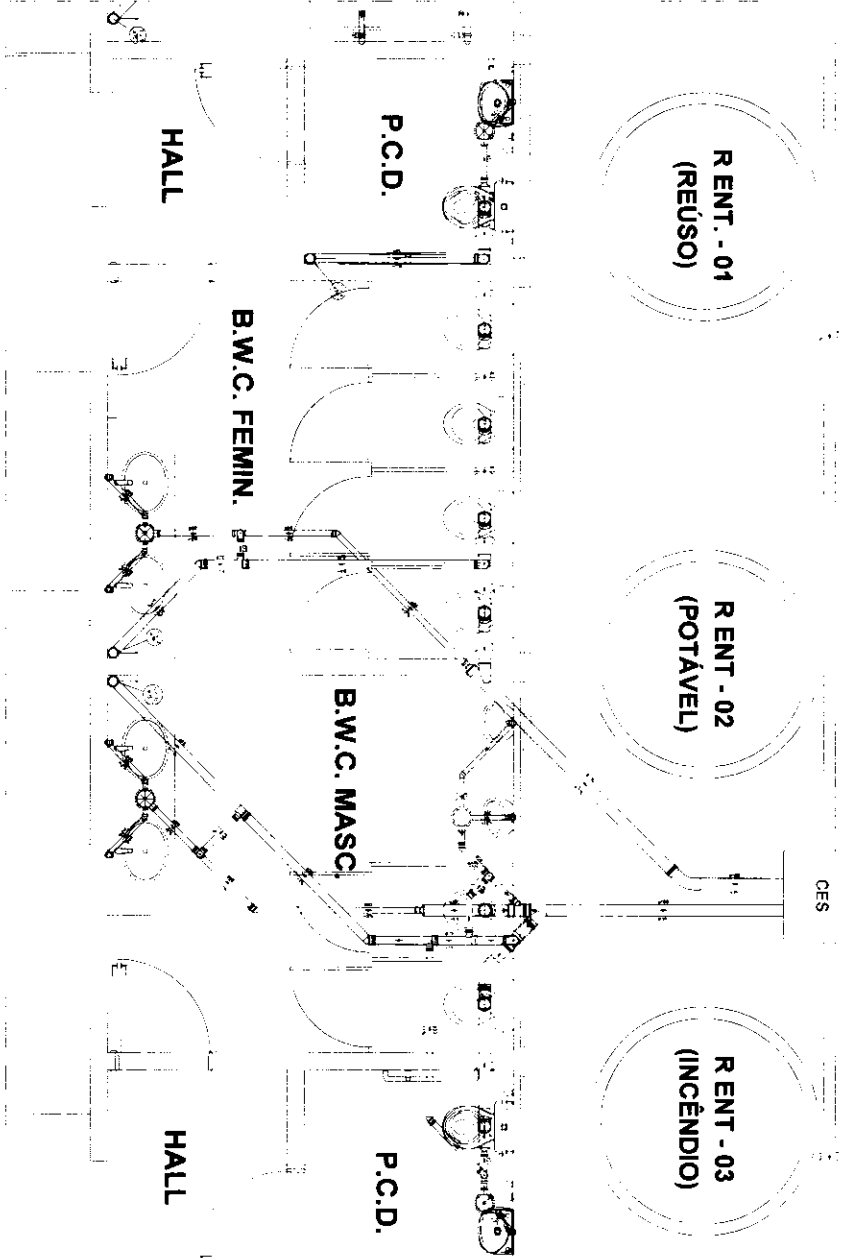 R ENT. - 01
(REÚSO)
R ENT - 02
(POTÁVEL)
CES
R ENT - 03
(INCÊNDIO)
P.C.D.
HALL
B.W.C. FEMIN.
B.W.C. MASC.
P.C.D.
HALL